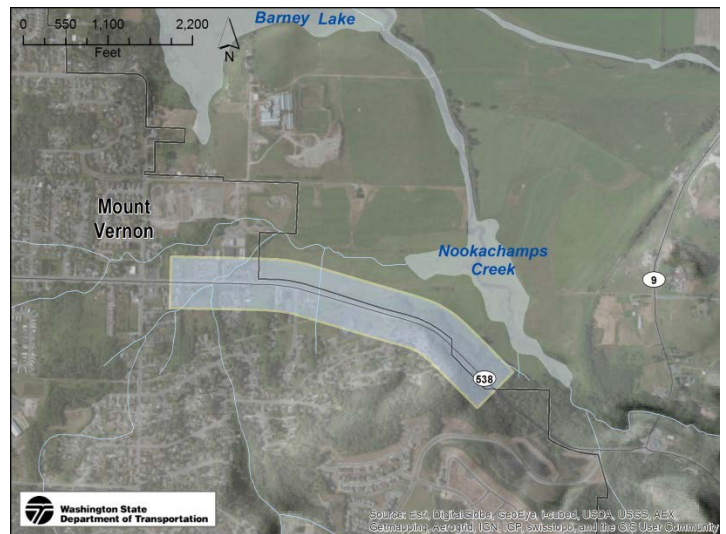 Barney Lake
0 550 1,100 2,200
Feet
N
Mount
Vernon
Nookachamps
Creek
9
538
Washington State
Department of Transportation
Source: Esri, DigitalGlobe, GeoEye, i-cubed, USDA, USGS, AEX,
Getmapping, Aerogrid, IGN, IGP, swisstopo, and the GIS User Community